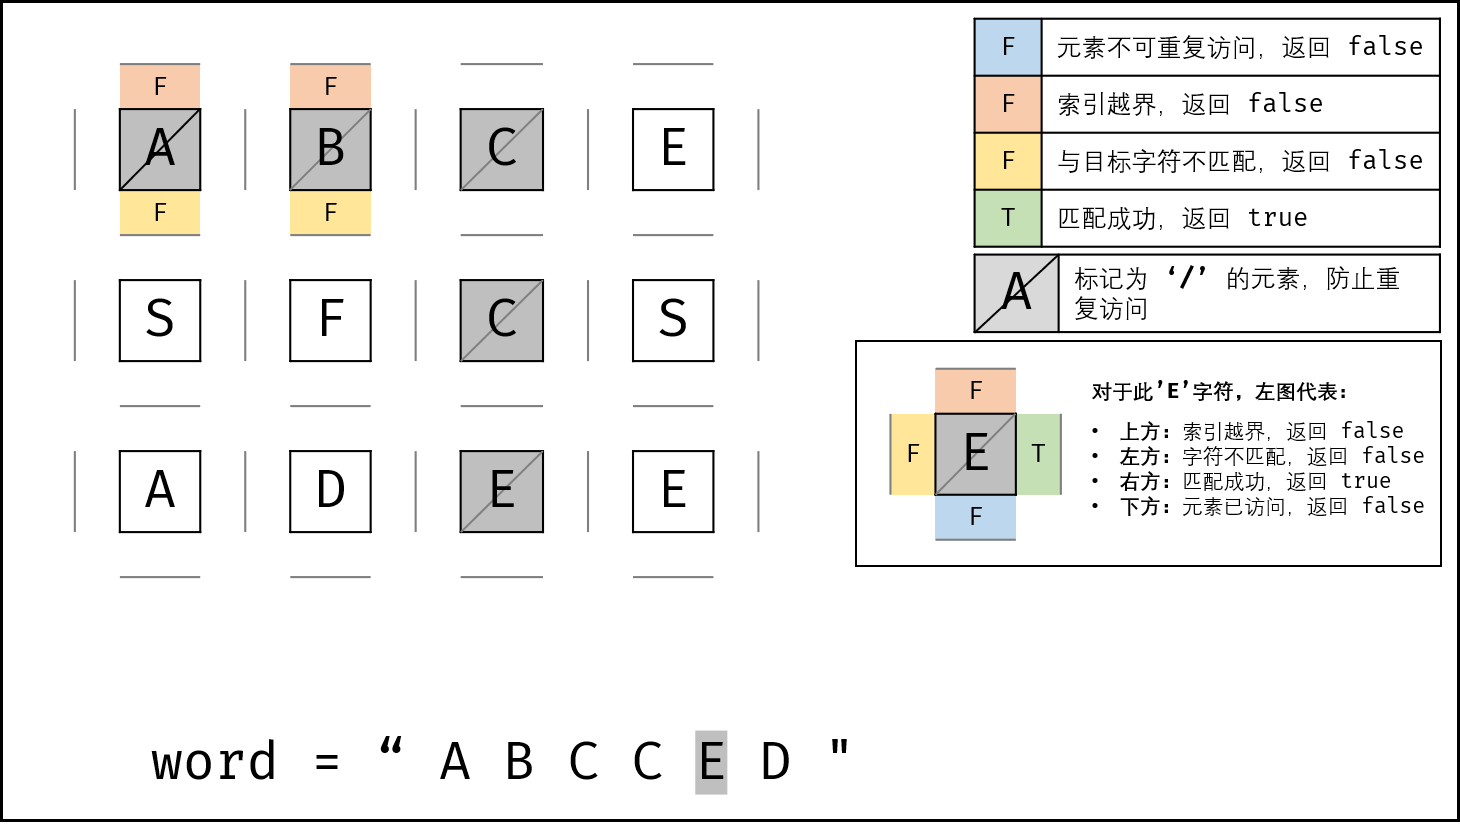 F F
A B C E
F F
S F C S
A D E E
word = “ A B C C E D "
F 元素不可重复访问，返回 false
F 索引越界，返回 false
F 与目标字符不匹配，返回 false
T 匹配成功，返回 true
A 标记为 ‘/’ 的元素，防止重
复访问
F
F E T
F
对于此’E’字符，左图代表：
• 上方：索引越界，返回 false
• 左方：字符不匹配，返回 false
• 右方：匹配成功，返回 true
• 下方：元素已访问，返回 false